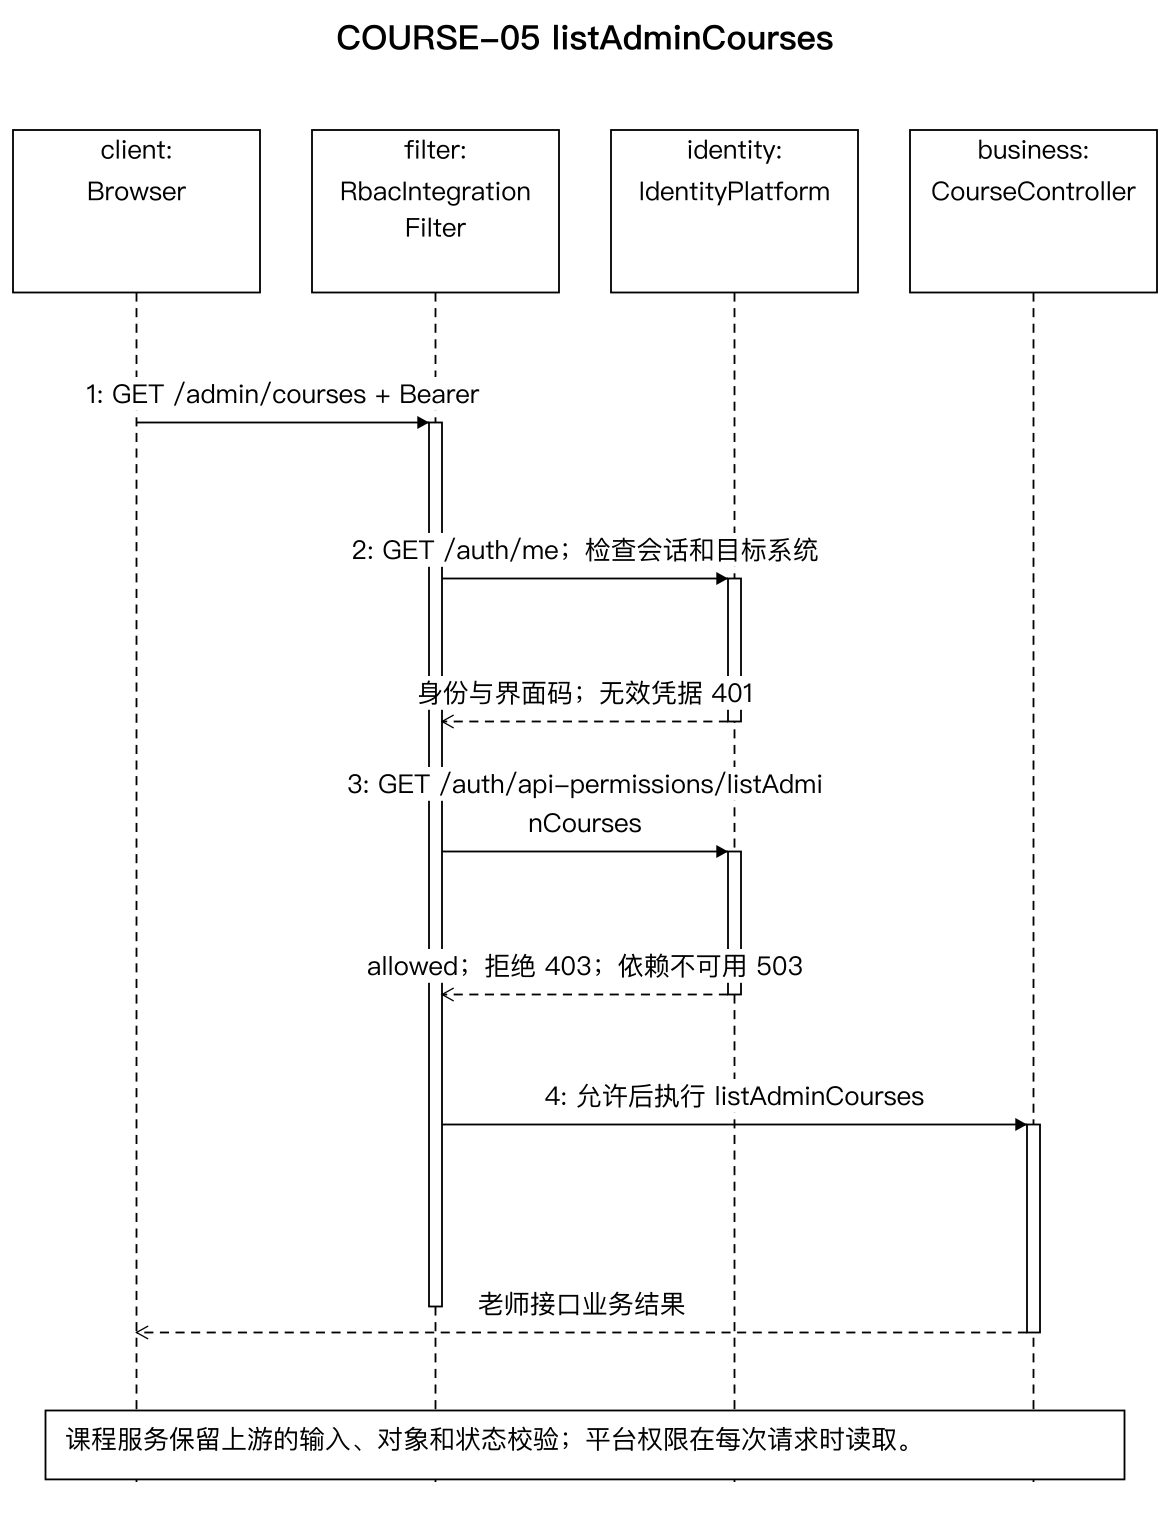 COURSE-05 listAdminCourses
client:
Browser
filter:
RbacIntegration
Filter
identity:
IdentityPlatform
business:
CourseController
1: GET /admin/courses + Bearer
2: GET /auth/me；检查会话和目标系统
身份与界面码；无效凭据 401
3: GET /auth/api-permissions/listAdmi
nCourses
allowed；拒绝 403；依赖不可用 503
4: 允许后执行 listAdminCourses
老师接口业务结果
课程服务保留上游的输入、对象和状态校验；平台权限在每次请求时读取。